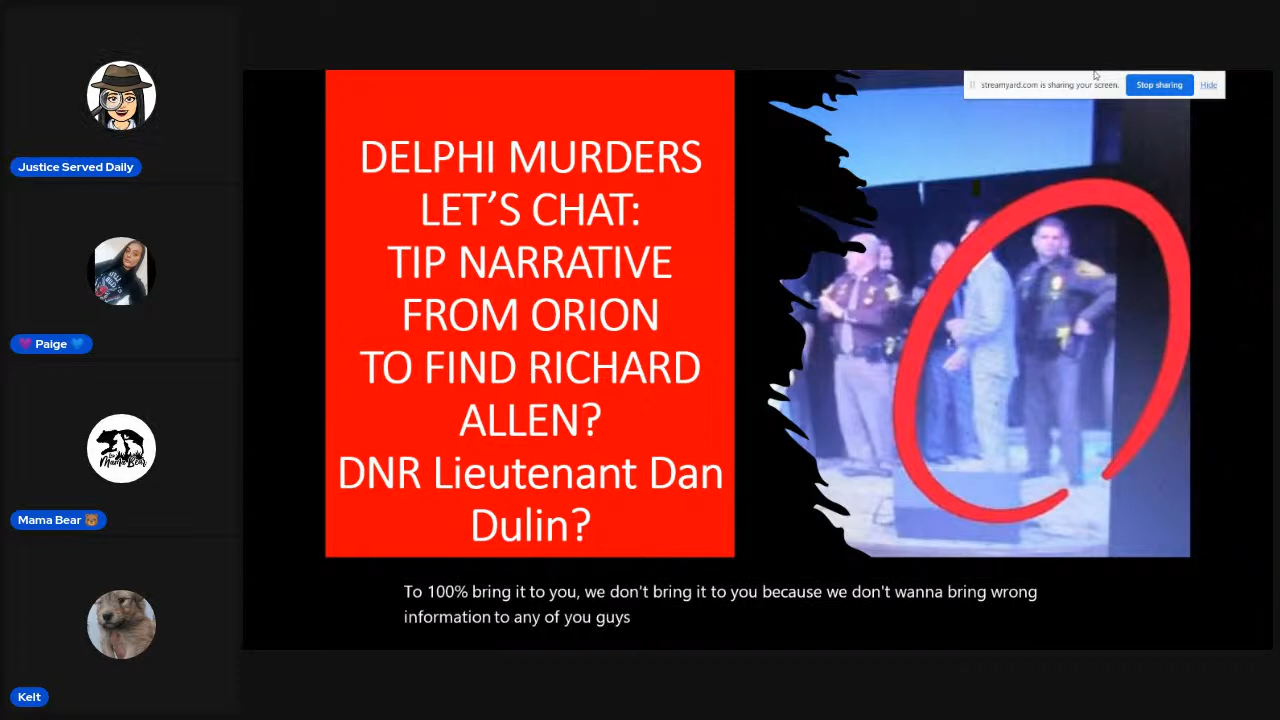 Justice Served Daily
Paige
Mama Bear
Mama Bear
Kelt
streamyard.com is sharing your screen.
Stop sharing
Hide
DELPHI MURDERS
LET’S CHAT:
TIP NARRATIVE
FROM ORION
TO FIND RICHARD
ALLEN?
DNR Lieutenant Dan
Dulin?
To 100% bring it to you, we don't bring it to you because we don't wanna bring wrong
information to any of you guys